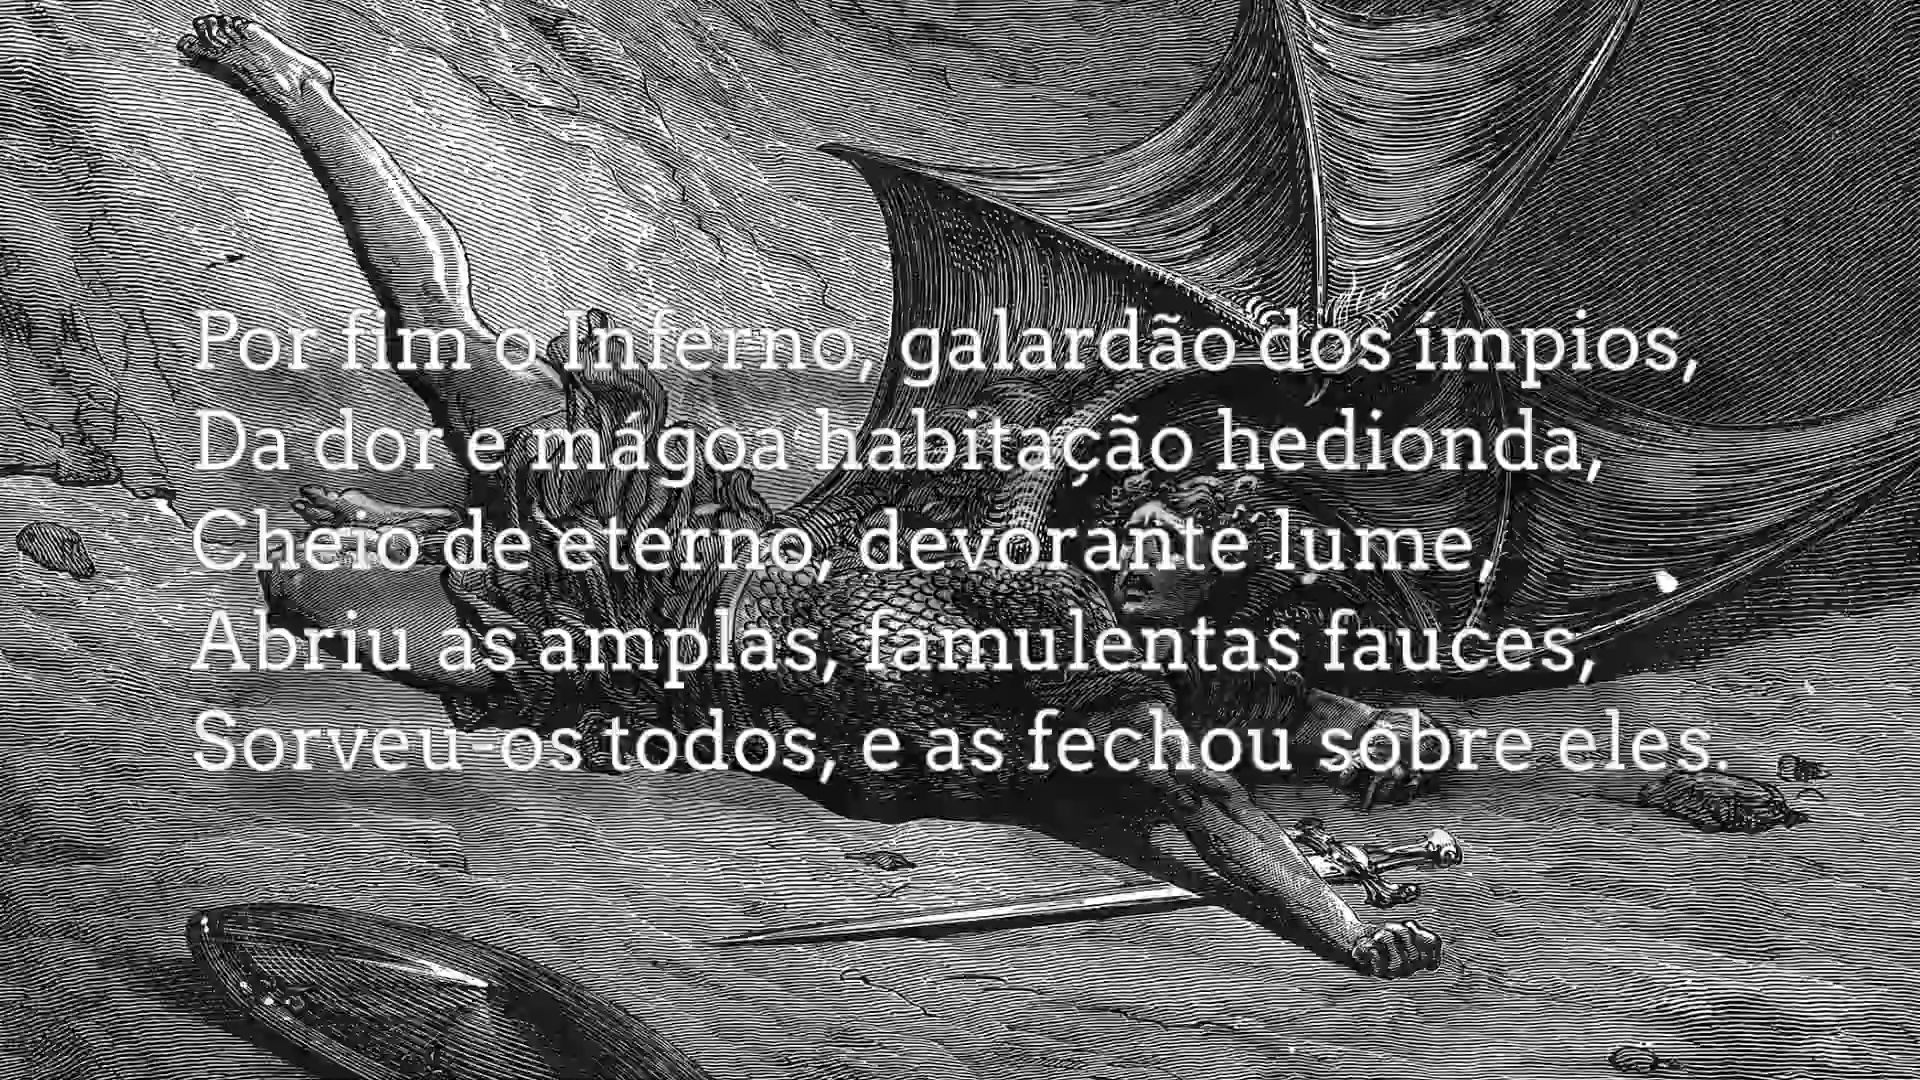 Por fim o Inferno, galardão dos ímpios,
Da dor e mágoa habitação hedionda,
Cheio de eterno, devorante lume,
Abriu as amplas, famulentas fauces,
Sorveu-os todos, e as fechou sobre eles.